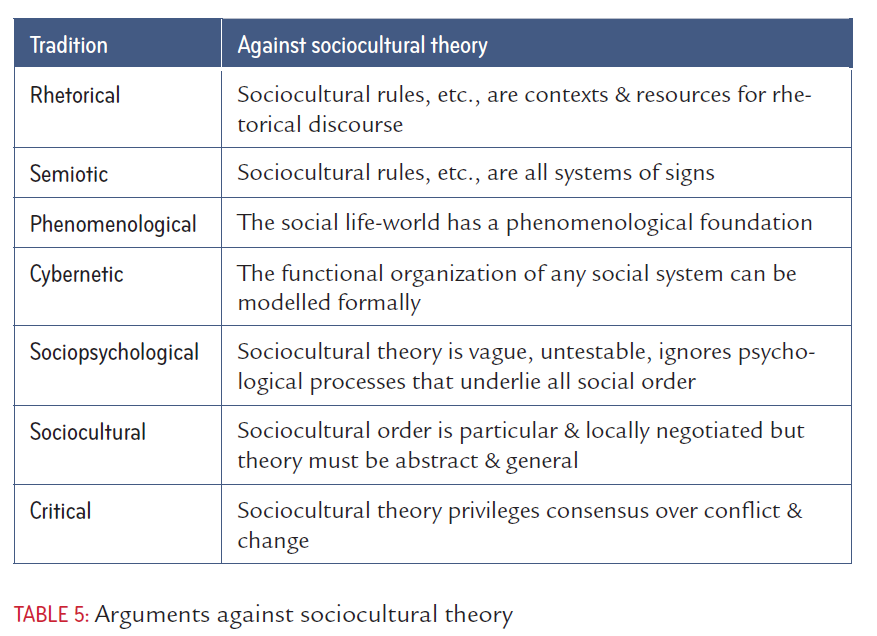 Tradition
Against sociocultural theory
Rhetorical
Sociocultural rules, etc., are contexts & resources for rhe-
torical discourse
Semiotic
Sociocultural rules, etc., are all systems of signs
Phenomenological
The social life-world has a phenomenological foundation
Cybernetic
The functional organization of any social system can be
modelled formally
Sociopsychological
Sociocultural theory is vague, untestable, ignores psycho-
logical processes that underlie all social order
Sociocultural
Sociocultural order is particular & locally negotiated but
theory must be abstract & general
Critical
Sociocultural theory privileges consensus over conflict &
change
TABLE 5: Arguments against sociocultural theory